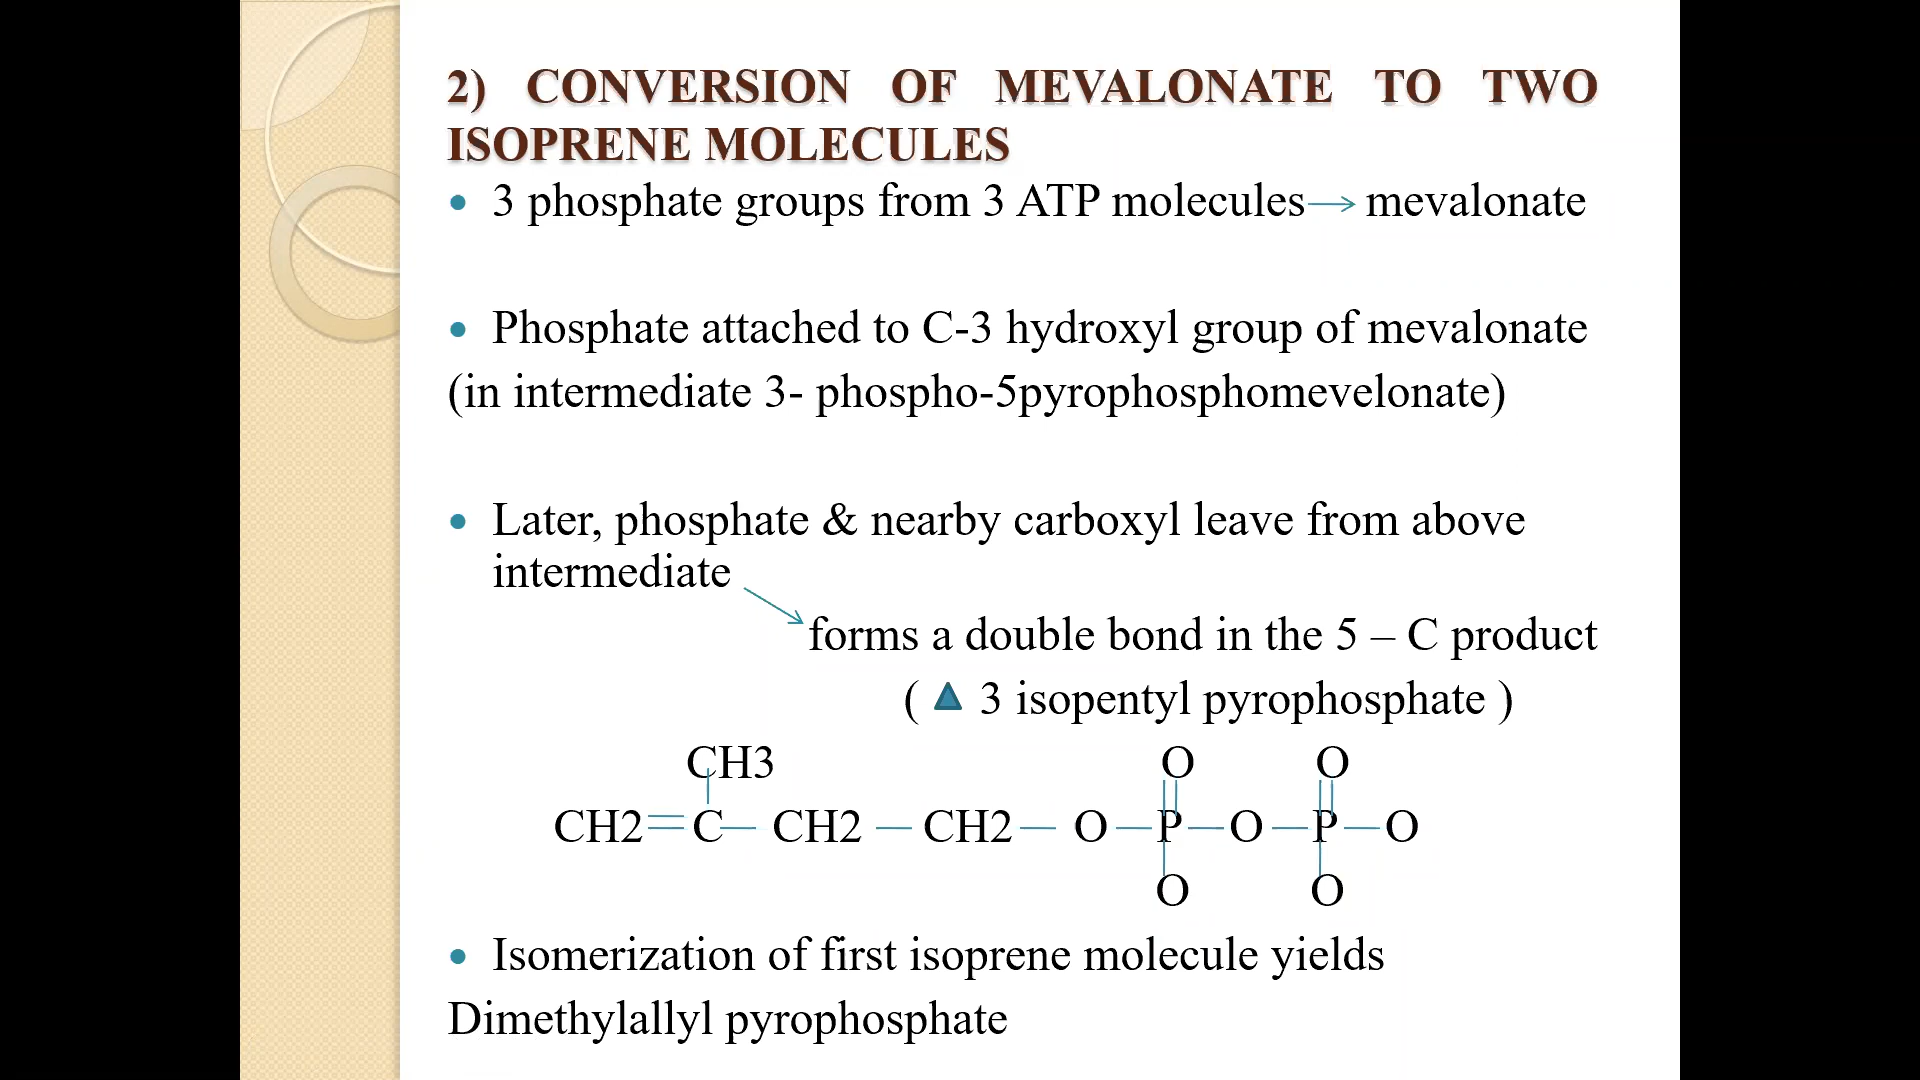 2) CONVERSION OF MEVALONATE TO TWO
ISOPRENE MOLECULES
• 3 phosphate groups from 3 ATP molecules → mevalonate
• Phosphate attached to C-3 hydroxyl group of mevalonate
(in intermediate 3- phospho-5pyrophosphomevelonate)
• Later, phosphate & nearby carboxyl leave from above
intermediate
forms a double bond in the 5 – C product
( ▲ 3 isopentyl pyrophosphate )
CH3 O O
CH2 = C — CH2 — CH2 — O — P — O — P — O
O O
• Isomerization of first isoprene molecule yields
Dimethylallyl pyrophosphate